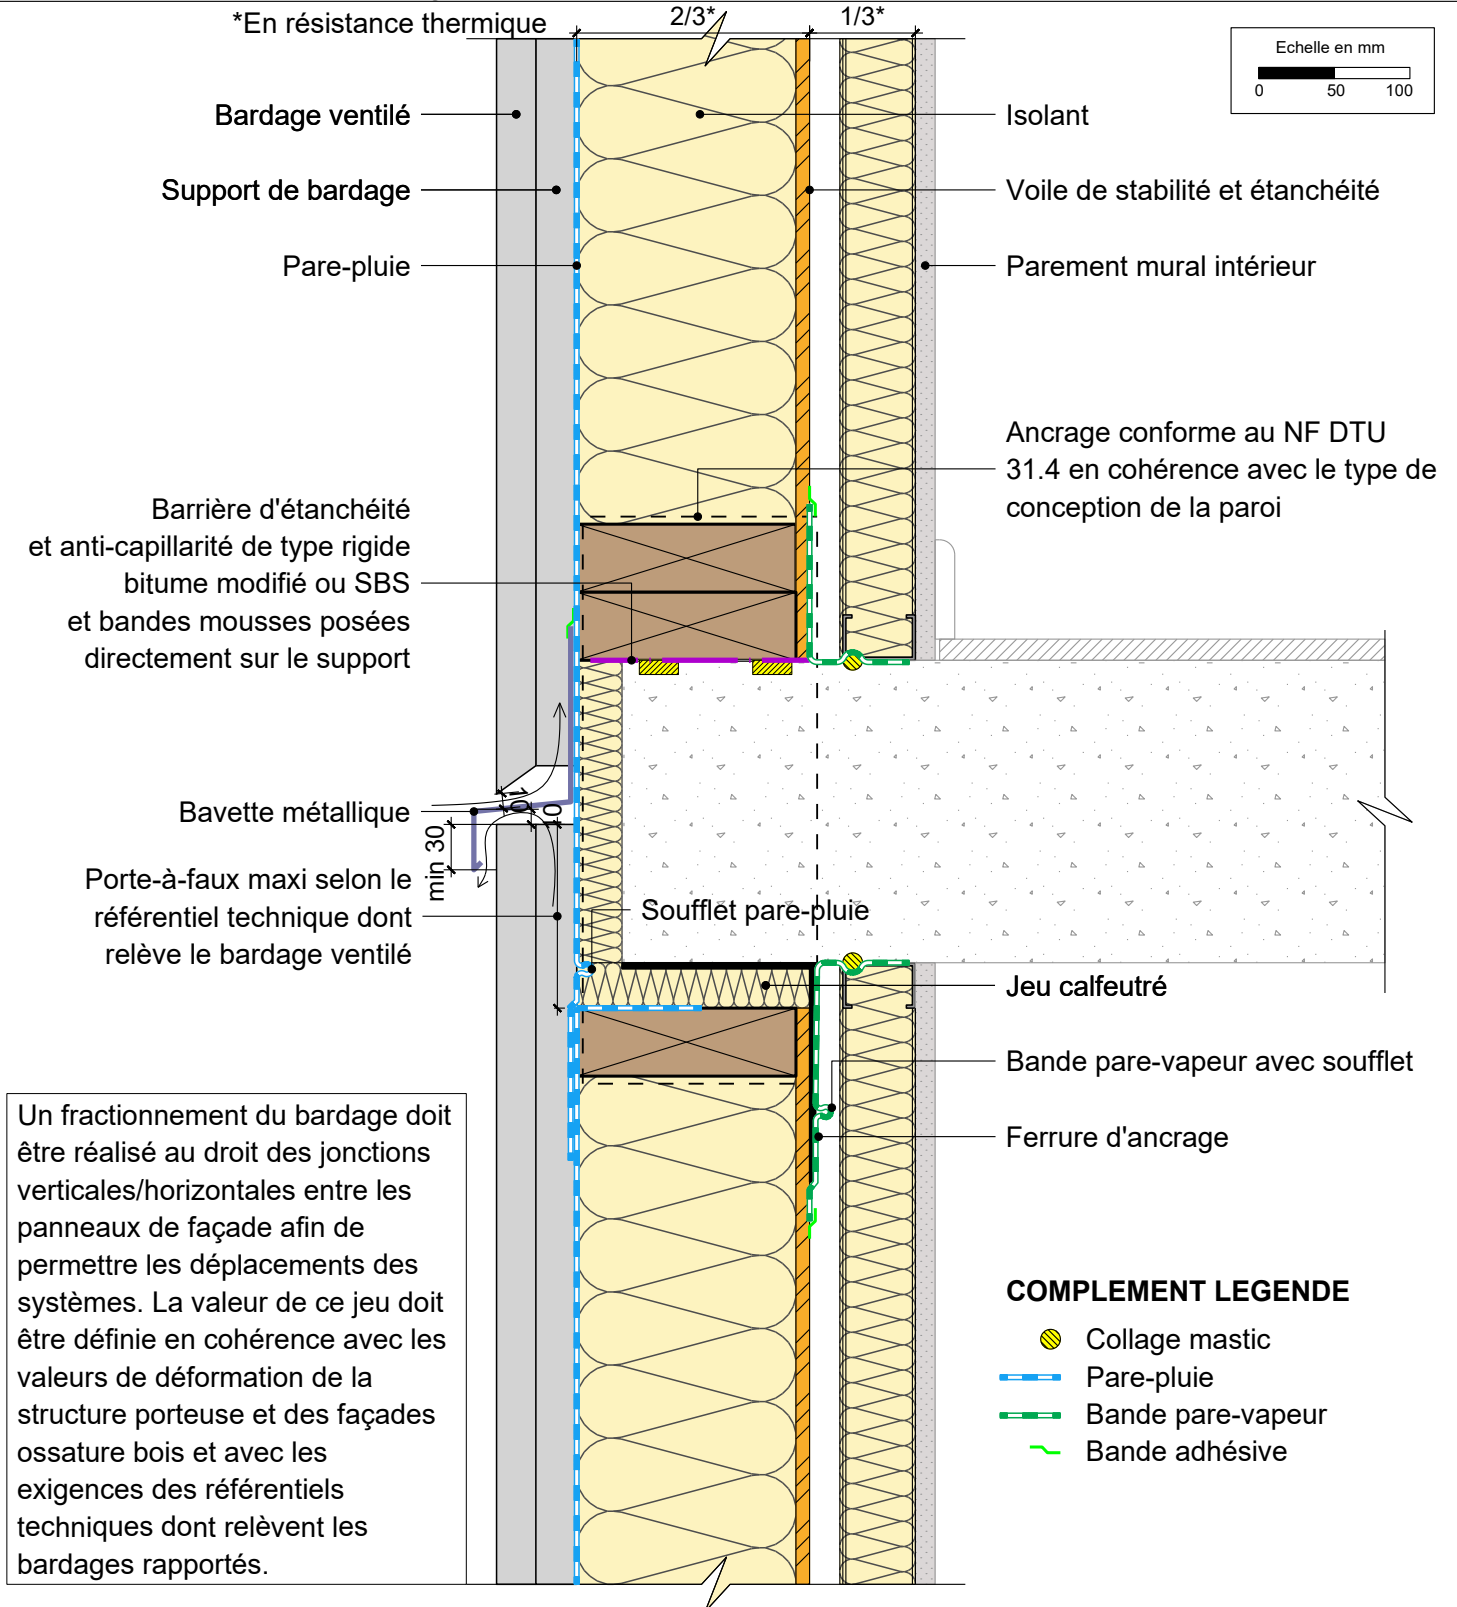 *En résistance thermique
2/3*
1/3*
Echelle en mm
0 50 100
Bardage ventilé
Support de bardage
Pare-pluie
Isolant
Voile de stabilité et étanchéité
Parement mural intérieur
Ancrage conforme au NF DTU
31.4 en cohérence avec le type de
conception de la paroi
Barrière d'étanchéité
et anti-capillarité de type rigide
bitume modifié ou SBS
et bandes mousses posées
directement sur le support
Bavette métallique
10
10
min 30
Porte-à-faux maxi selon le
référentiel technique dont
relève le bardage ventilé
Soufflet pare-pluie
Jeu calfeutré
Bande pare-vapeur avec soufflet
Ferrure d'ancrage
Un fractionnement du bardage doit
être réalisé au droit des jonctions
verticales/horizontales entre les
panneaux de façade afin de
permettre les déplacements des
systèmes. La valeur de ce jeu doit
être définie en cohérence avec les
valeurs de déformation de la
structure porteuse et des façades
ossature bois et avec les
exigences des référentiels
techniques dont relèvent les
bardages rapportés.
COMPLEMENT LEGENDE
Collage mastic
Pare-pluie
Bande pare-vapeur
Bande adhésive